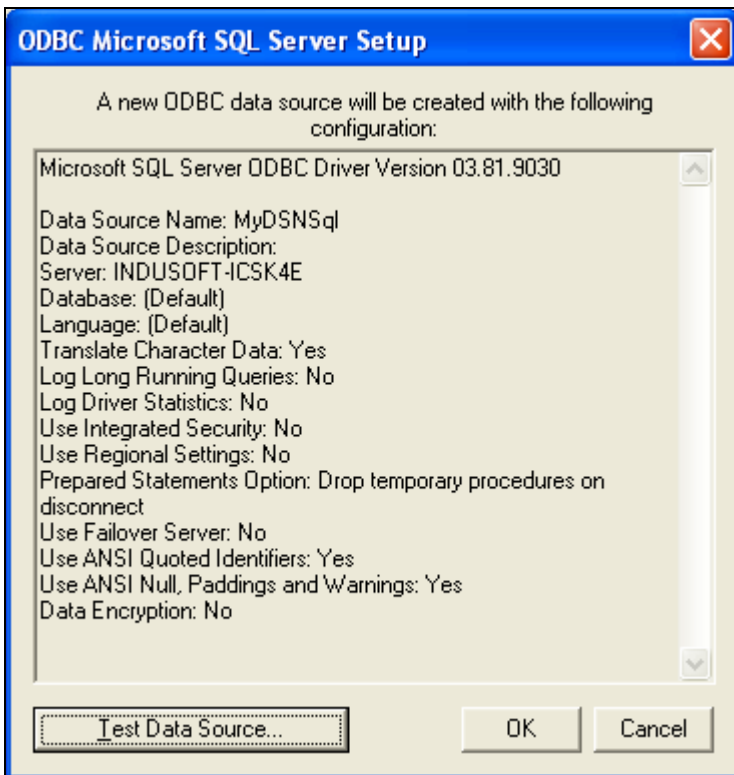 ODBC Microsoft SQL Server Setup
A new ODBC data source will be created with the following
configuration:
Microsoft SQL Server ODBC Driver Version 03.81.9030
Data Source Name: MyDSNSql
Data Source Description:
Server: INDUSOFT-ICSK4E
Database: (Default)
Language: (Default)
Translate Character Data: Yes
Log Long Running Queries: No
Log Driver Statistics: No
Use Integrated Security: No
Use Regional Settings: No
Prepared Statements Option: Drop temporary procedures on
disconnect
Use Failover Server: No
Use ANSI Quoted Identifiers: Yes
Use ANSI Null, Paddings and Warnings: Yes
Data Encryption: No
Test Data Source...
OK
Cancel